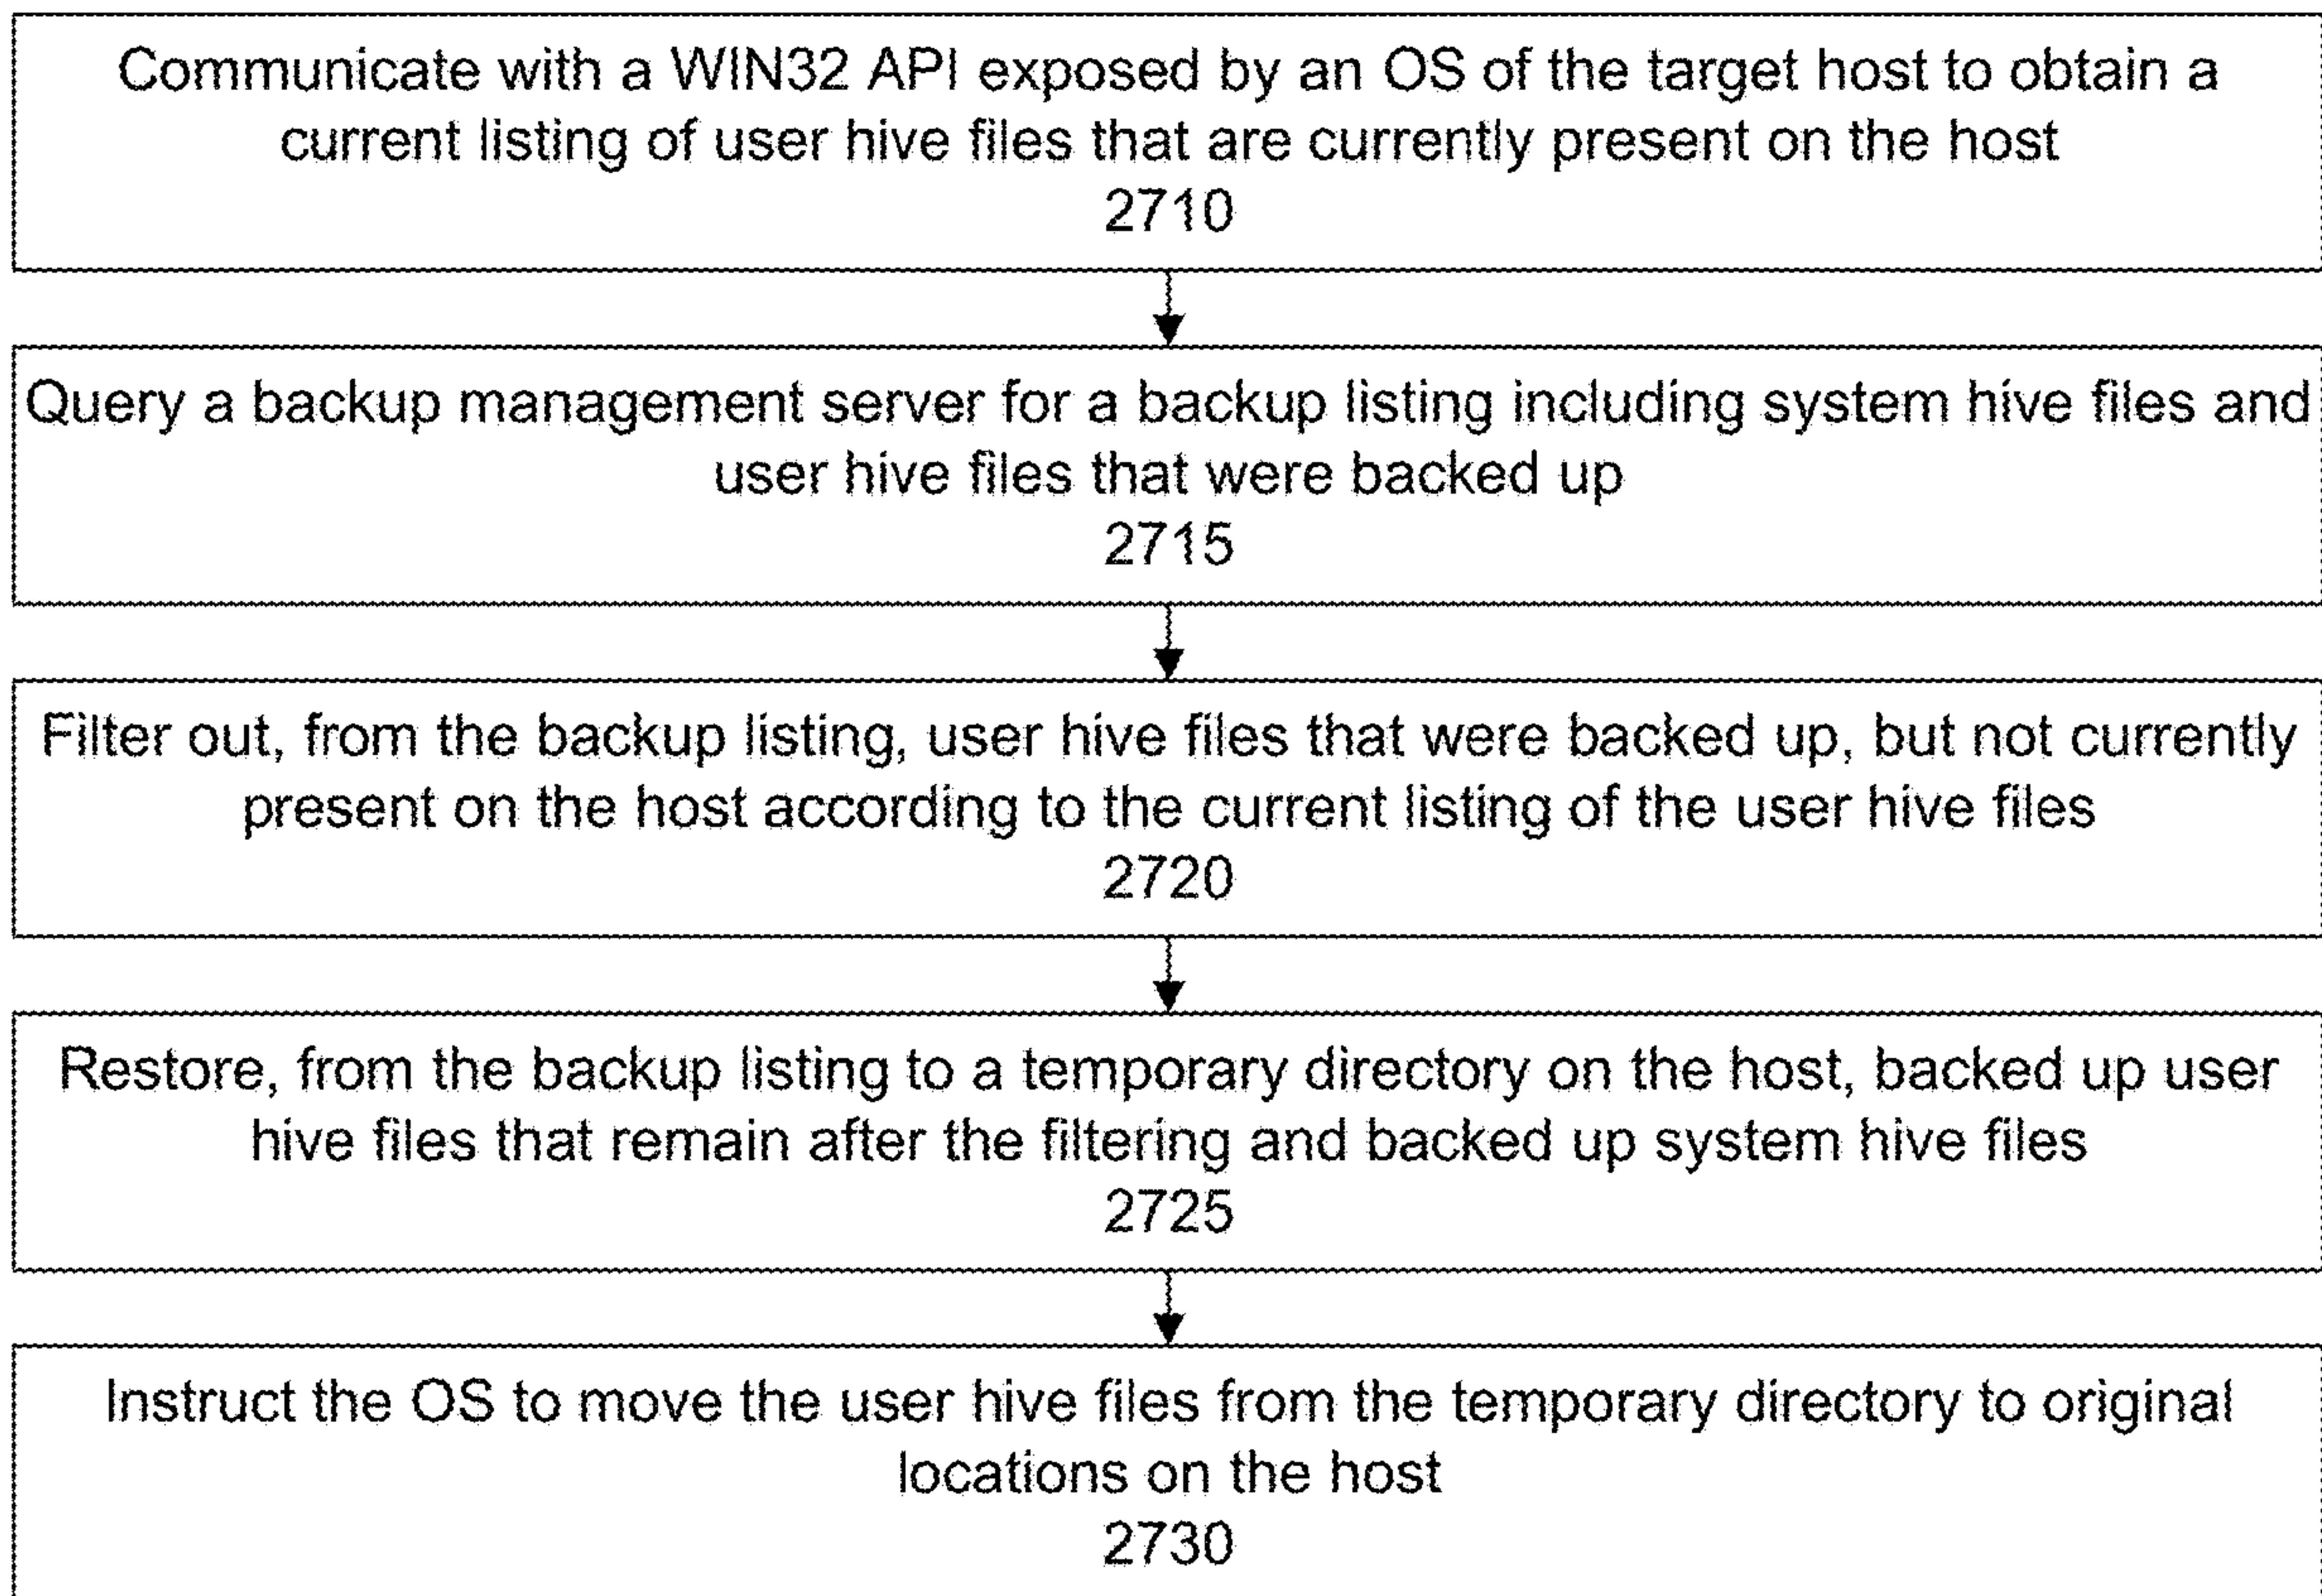 Communicate with a WIN32 API exposed by an OS of the target host to obtain a
current listing of user hive files that are currently present on the host
2710
Query a backup management server for a backup listing including system hive files and
user hive files that were backed up
2715
Filter out, from the backup listing, user hive files that were backed up, but not currently
present on the host according to the current listing of the user hive files
2720
Restore, from the backup listing to a temporary directory on the host, backed up user
hive files that remain after the filtering and backed up system hive files
2725
Instruct the OS to move the user hive files from the temporary directory to original
locations on the host
2730